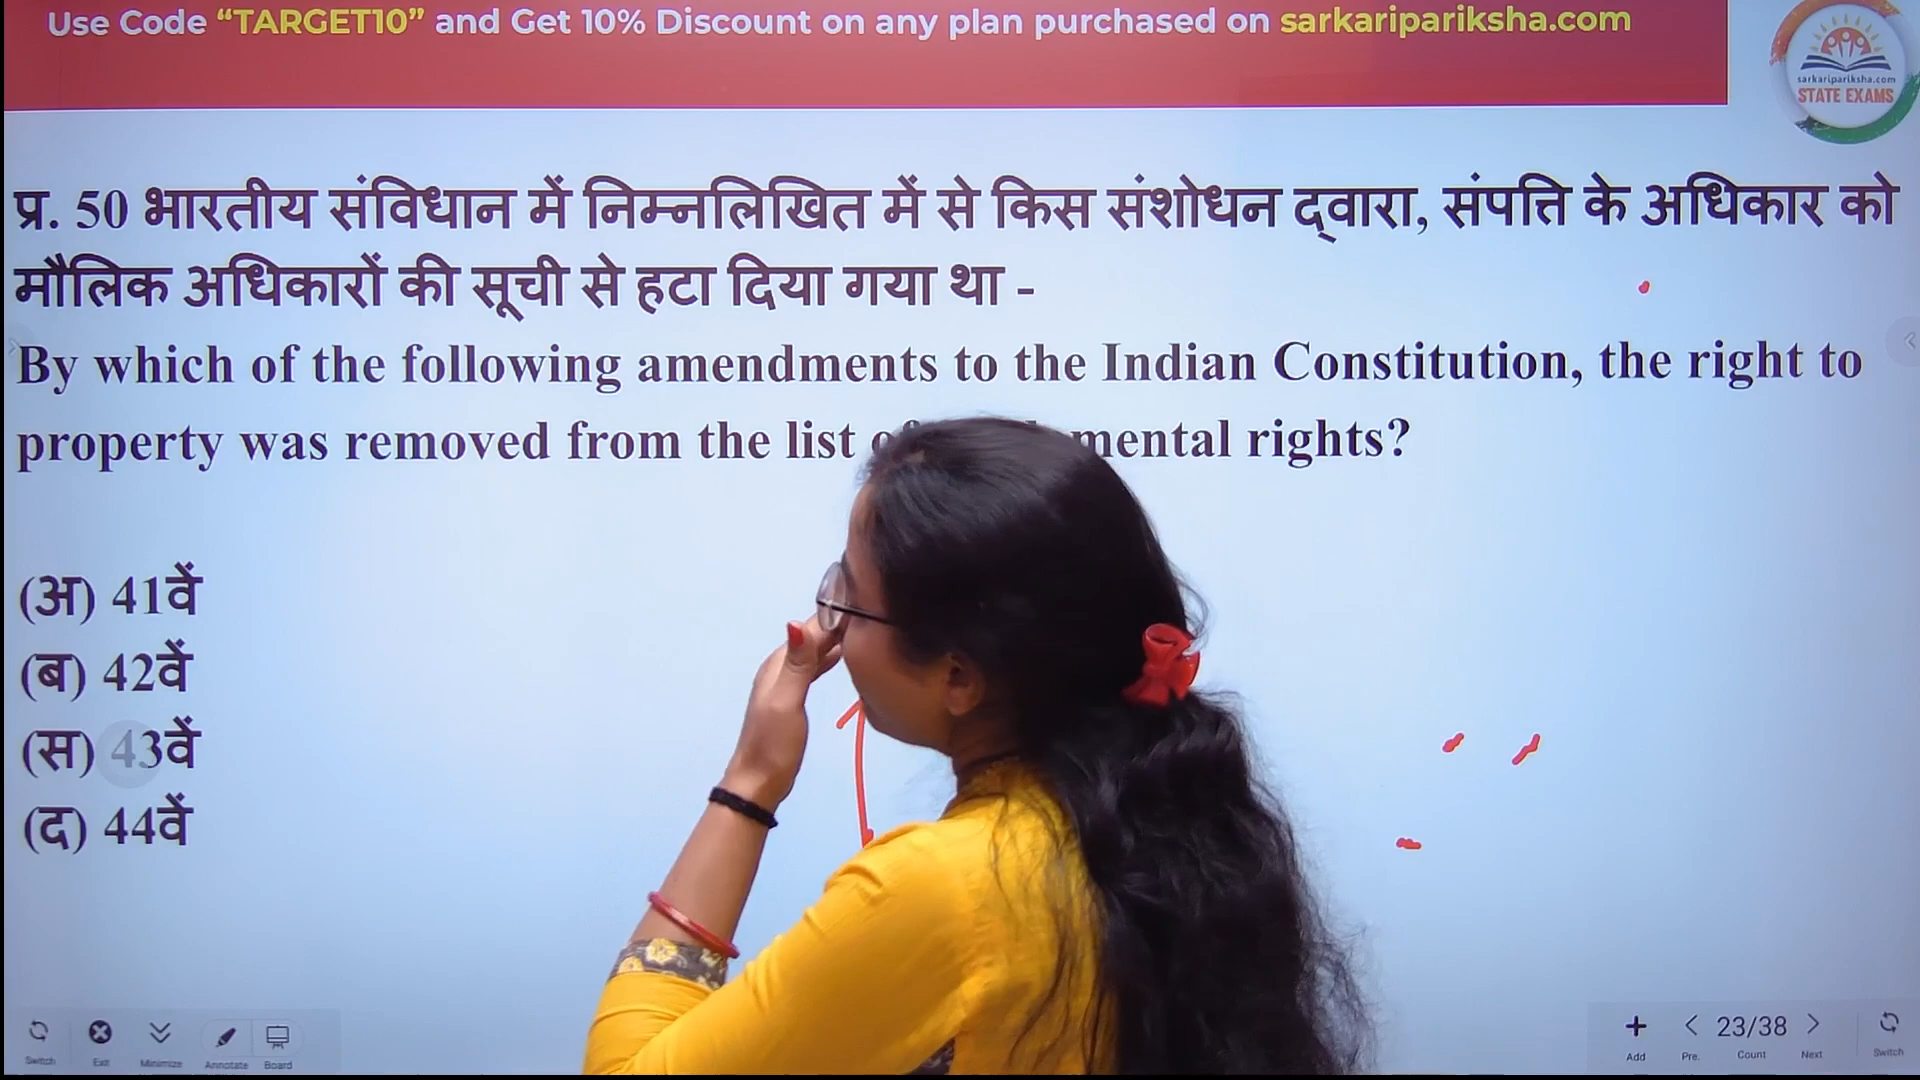 Use Code “TARGET10” and Get 10% Discount on any plan purchased on sarkaripariksha.com
sarkaripariksha.com
STATE EXAMS
प्र. 50 भारतीय संविधान में निम्नलिखित में से किस संशोधन द्वारा, संपत्ति के अधिकार को
मौलिक अधिकारों की सूची से हटा दिया गया था -
By which of the following amendments to the Indian Constitution, the right to
property was removed from the list mental rights?
(अ) 41वें
(ब) 42वें
(स) 43वें
(द) 44वें
Switch Exit Minimize Annotate Board
23/38
Add Pre. Count Next Switch